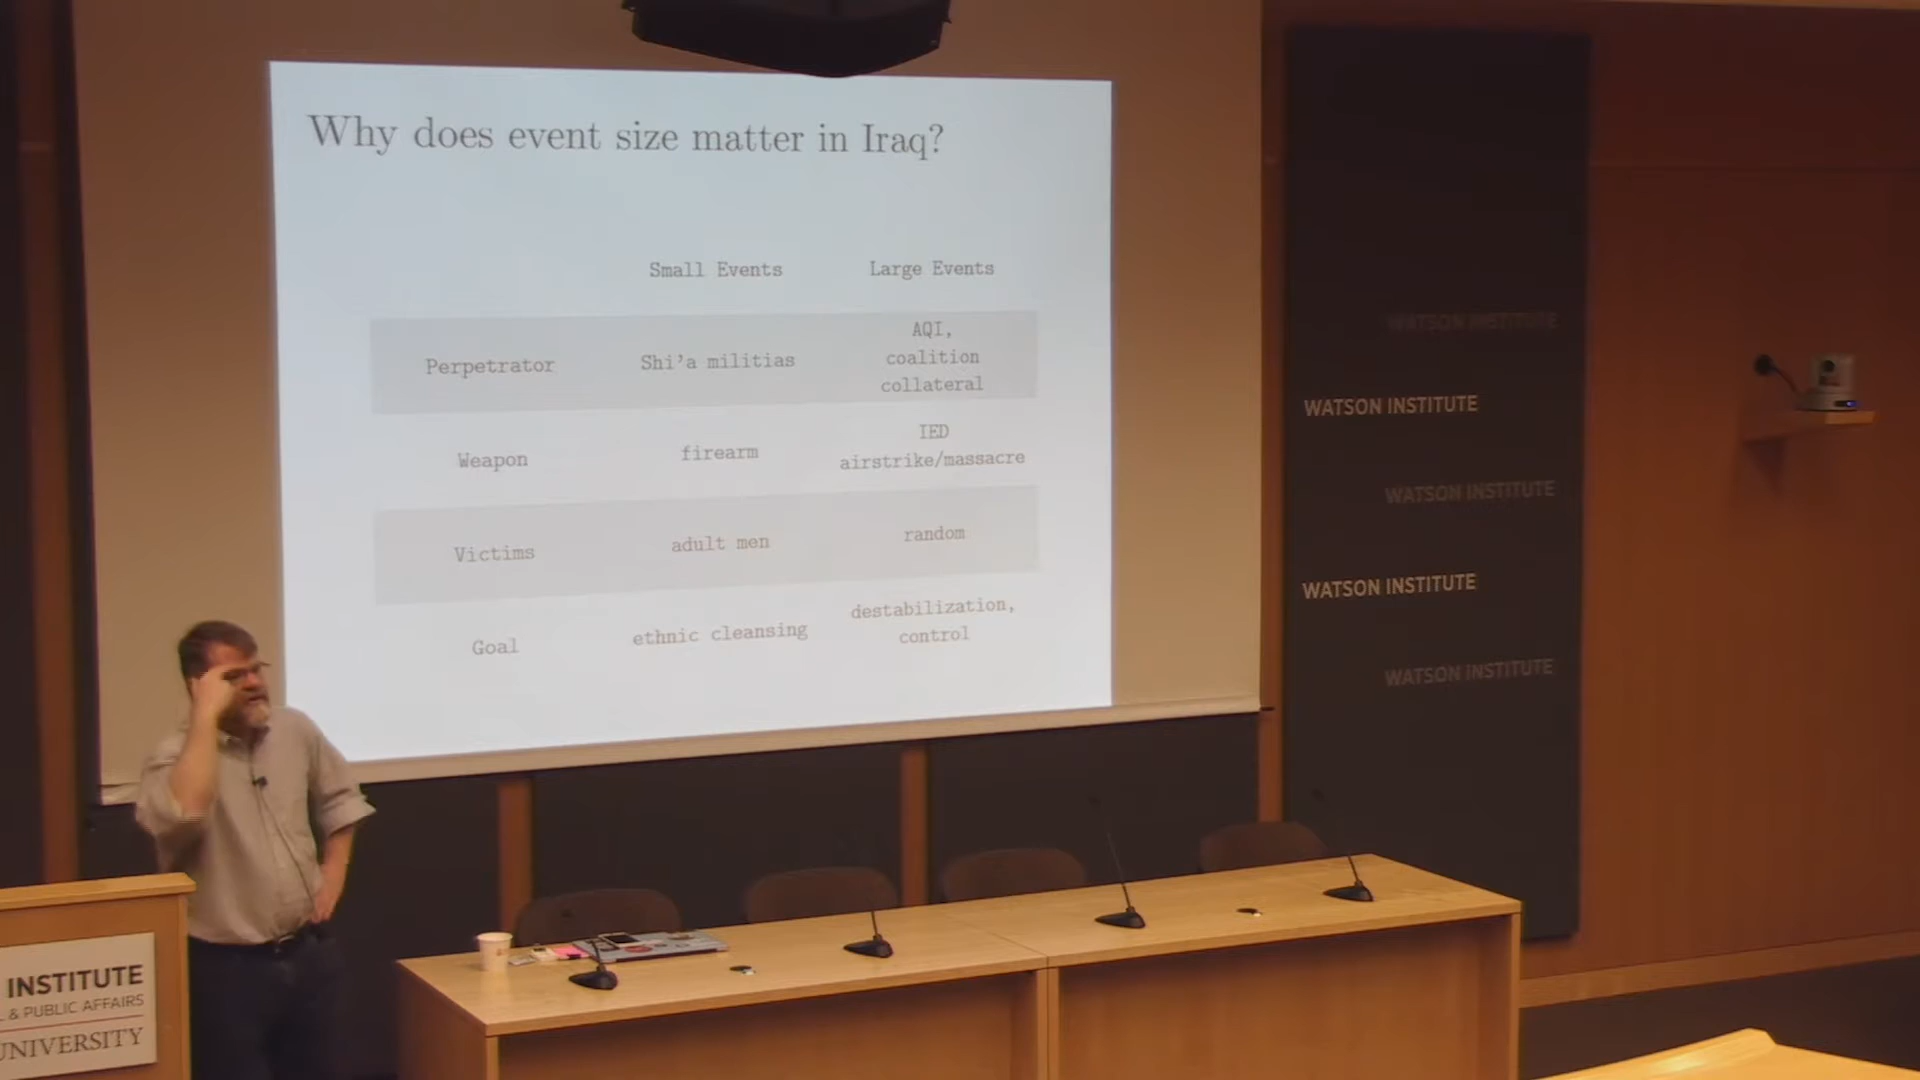 Why does event size matter in Iraq?
Small Events Large Events
Perpetrator Shi'a militias AQI,
coalition
collateral
Weapon firearm IED
airstrike/massacre
Victims adult men random
Goal ethnic cleansing destabilization,
control
WATSON INSTITUTE
WATSON INSTITUTE
WATSON INSTITUTE
WATSON INSTITUTE
WATSON INSTITUTE
INSTITUTE
& PUBLIC AFFAIRS
UNIVERSITY